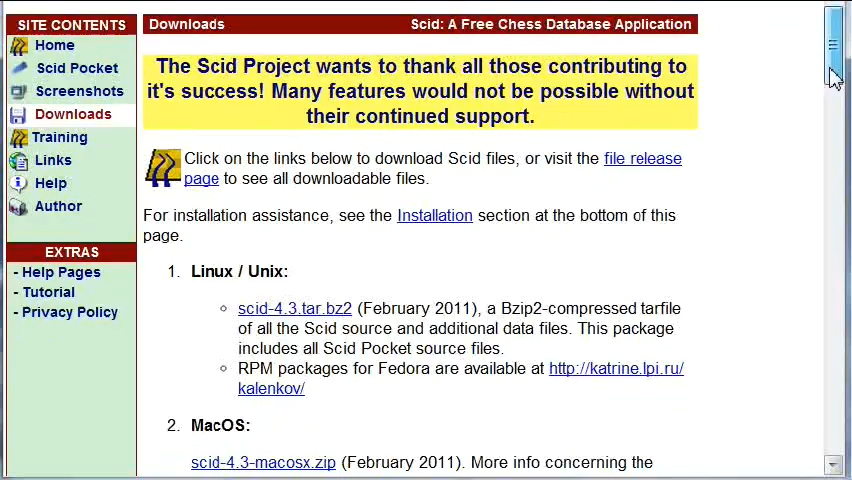 SITE CONTENTS
Home
Scid Pocket
Screenshots
Downloads
Training
Links
Help
Author
EXTRAS
- Help Pages
- Tutorial
- Privacy Policy
Downloads Scid: A Free Chess Database Application
The Scid Project wants to thank all those contributing to
it's success! Many features would not be possible without
their continued support.
Click on the links below to download Scid files, or visit the file release
page to see all downloadable files.
For installation assistance, see the Installation section at the bottom of this
page.
1. Linux / Unix:
scid-4.3.tar.bz2 (February 2011), a Bzip2-compressed tarfile
of all the Scid source and additional data files. This package
includes all Scid Pocket source files.
RPM packages for Fedora are available at http://katrine.lpi.ru/
kalenkov/
2. MacOS:
scid-4.3-macosx.zip (February 2011). More info concerning the